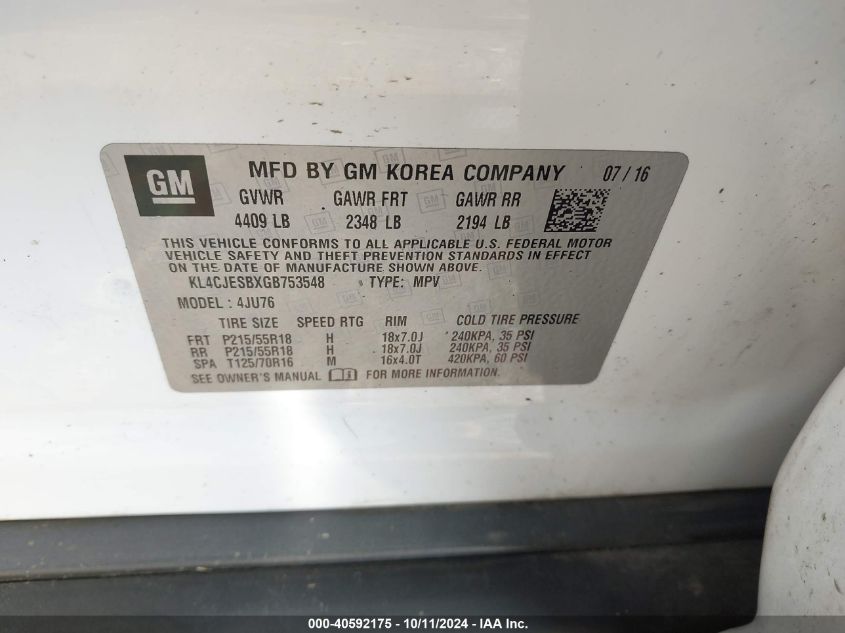 GM MFD BY GM KOREA COMPANY 07/16
GVWR GAWR FRT GAWR RR
4409 LB 2348 LB 2194 LB
THIS VEHICLE CONFORMS TO ALL APPLICABLE U.S. FEDERAL MOTOR
VEHICLE SAFETY AND THEFT PREVENTION STANDARDS IN EFFECT
ON THE DATE OF MANUFACTURE SHOWN ABOVE.
KL4CJESBXGB753548 TYPE: MPV
MODEL: 4JU76
TIRE SIZE SPEED RTG RIM COLD TIRE PRESSURE
FRT P215/55R18 H 18x7.0J 240KPA, 35 PSI
RR P215/55R18 H 18x7.0J 240KPA, 35 PSI
SPA T125/70R16 M 16x4.0T 420KPA, 60 PSI
SEE OWNER'S MANUAL FOR MORE INFORMATION.
000-40592175 - 10/11/2024 - IAA Inc.